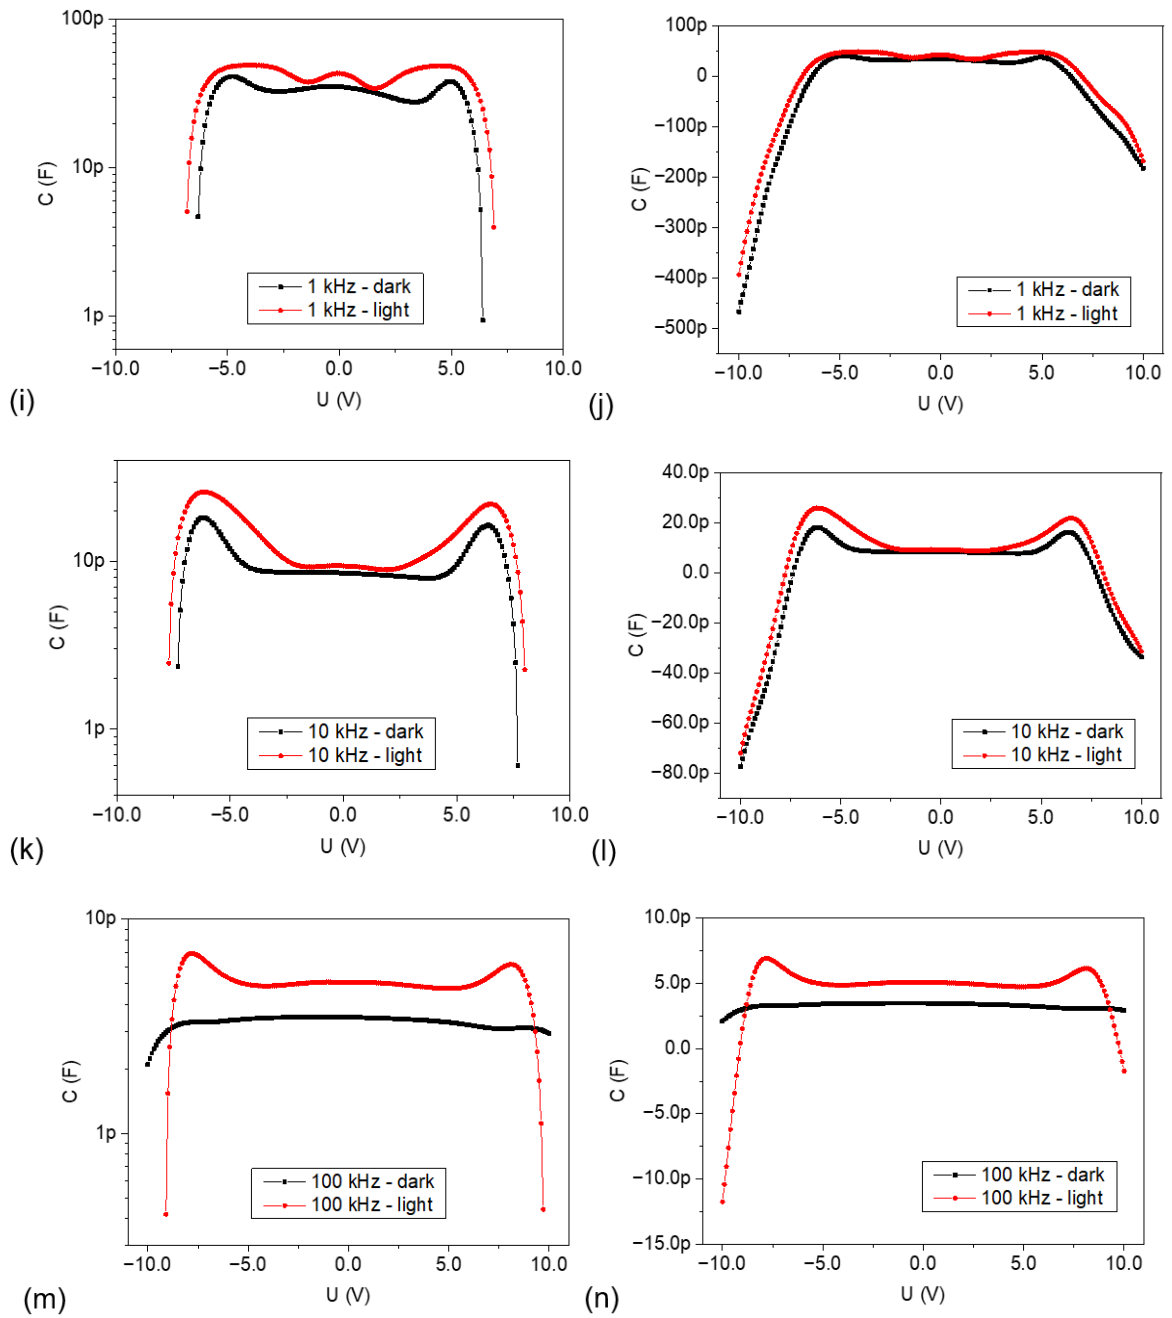 100p
10p
1p
C (F)
1 kHz - dark
1 kHz - light
−10.0
−5.0
0.0
5.0
10.0
U (V)
(i)
100p
0
−100p
−200p
−300p
−400p
−500p
C (F)
1 kHz - dark
1 kHz - light
−10.0
−5.0
0.0
5.0
10.0
U (V)
(j)
10p
1p
C (F)
10 kHz - dark
10 kHz - light
−10.0
−5.0
0.0
5.0
10.0
U (V)
(k)
40.0p
20.0p
0.0
−20.0p
−40.0p
−60.0p
−80.0p
C (F)
10 kHz - dark
10 kHz - light
−10.0
−5.0
0.0
5.0
10.0
U (V)
(l)
10p
1p
C (F)
100 kHz - dark
100 kHz - light
−10.0
−5.0
0.0
5.0
10.0
U (V)
(m)
10.0p
5.0p
0.0
−5.0p
−10.0p
−15.0p
C (F)
100 kHz - dark
100 kHz - light
−10.0
−5.0
0.0
5.0
10.0
U (V)
(n)